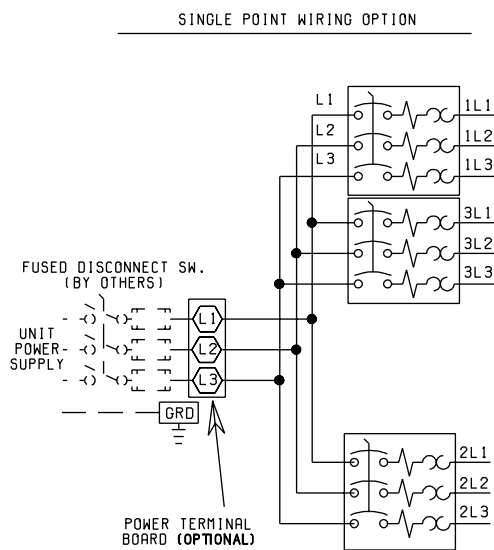 SINGLE POINT WIRING OPTION
L1
1L1
L2
1L2
L3
1L3
3L1
3L2
3L3
FUSED DISCONNECT SW.
(BY OTHERS)
UNIT
POWER
SUPPLY
L1
L2
L3
GRD
2L1
2L2
2L3
POWER TERMINAL
BOARD (OPTIONAL)